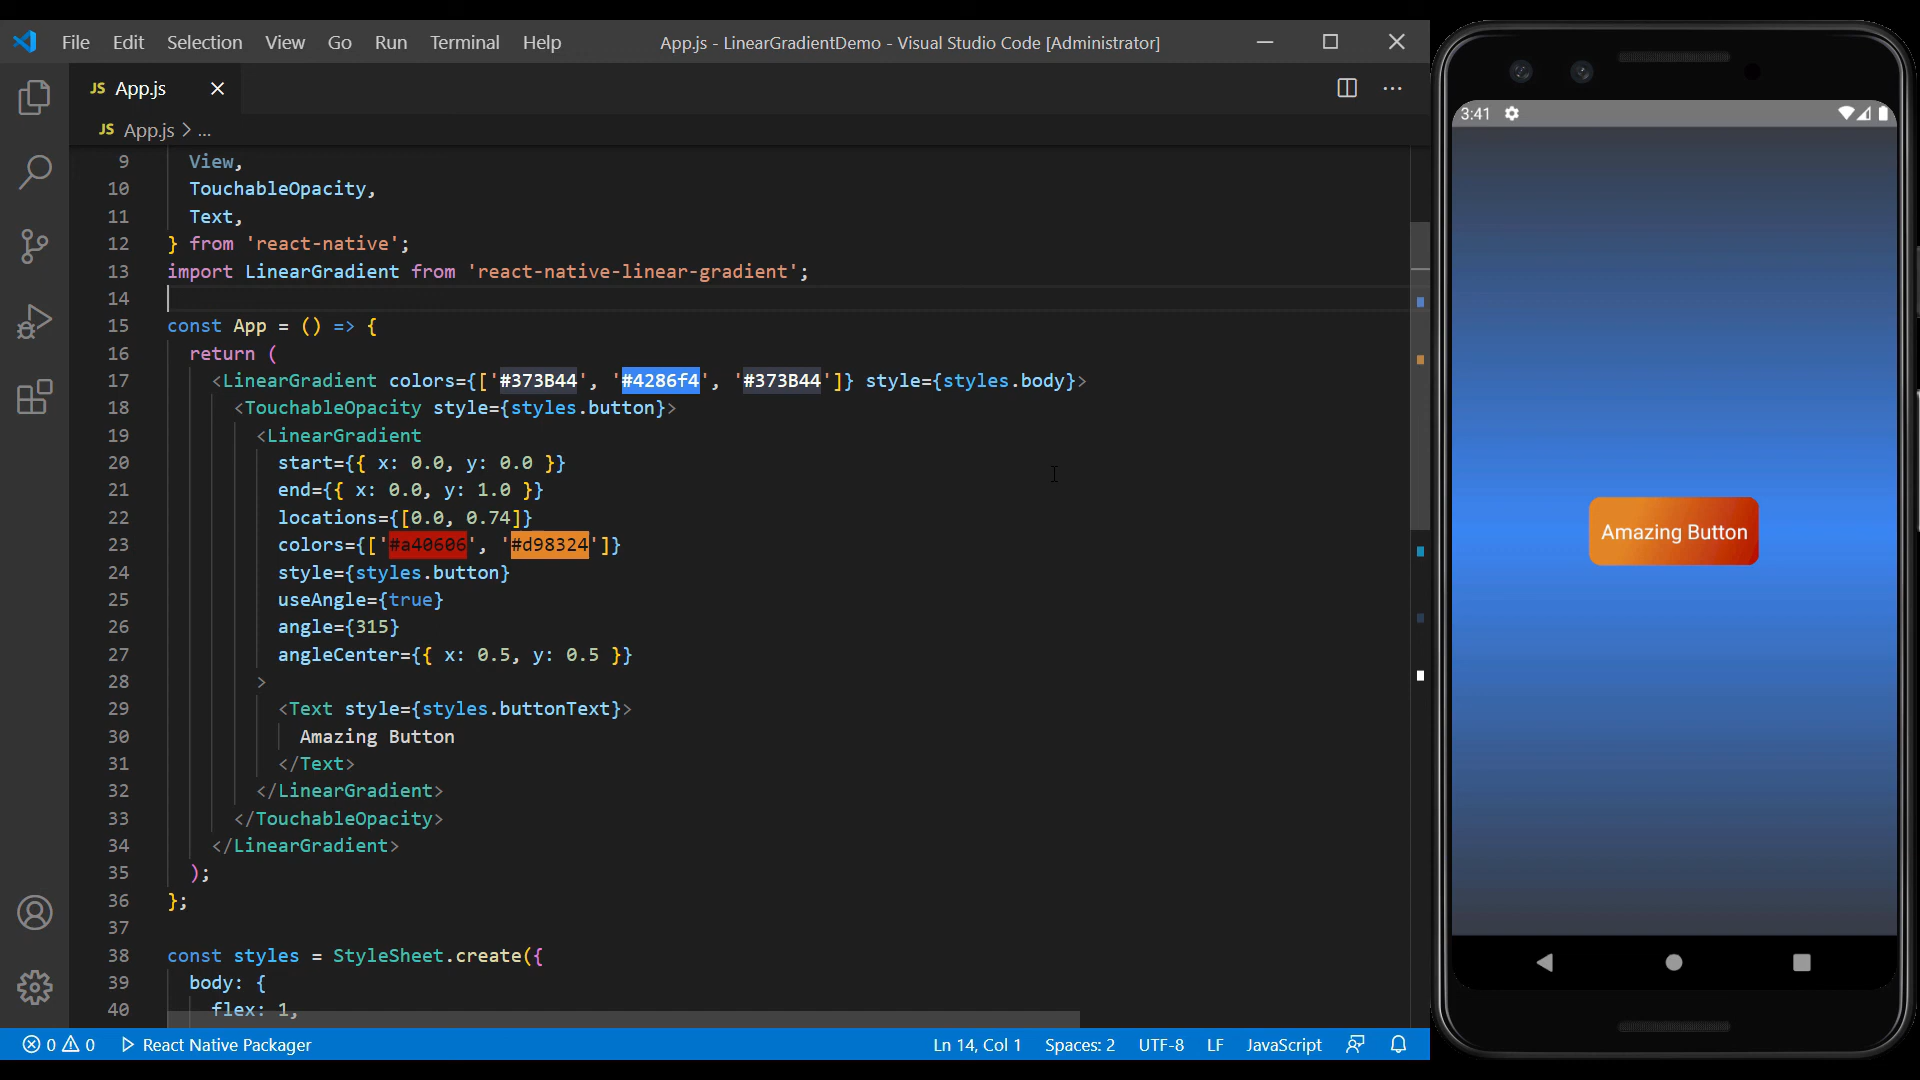 File Edit Selection View Go Run Terminal Help
App.js - LinearGradientDemo - Visual Studio Code [Administrator]
JS App.js
JS App.js > ...
9 View,
10 TouchableOpacity,
11 Text,
12 } from 'react-native';
13 import LinearGradient from 'react-native-linear-gradient';
14
15 const App = () => {
16 return (
17 <LinearGradient colors={['#373B44', '#4286f4', '#373B44']} style={styles.body}>
18 <TouchableOpacity style={styles.button}>
19 <LinearGradient
20 start={{ x: 0.0, y: 0.0 }}
21 end={{ x: 0.0, y: 1.0 }}
22 locations={[0.0, 0.74]}
23 colors={['#a40606', '#d98324']}
24 style={styles.button}
25 useAngle={true}
26 angle={315}
27 angleCenter={{ x: 0.5, y: 0.5 }}
28 >
29 <Text style={styles.buttonText}>
30 Amazing Button
31 </Text>
32 </LinearGradient>
33 </TouchableOpacity>
34 </LinearGradient>
35 );
36 };
37
38 const styles = StyleSheet.create({
39 body: {
40 flex: 1,
0 0 React Native Packager
Ln 14, Col 1 Spaces: 2 UTF-8 LF JavaScript
3:41
Amazing Button